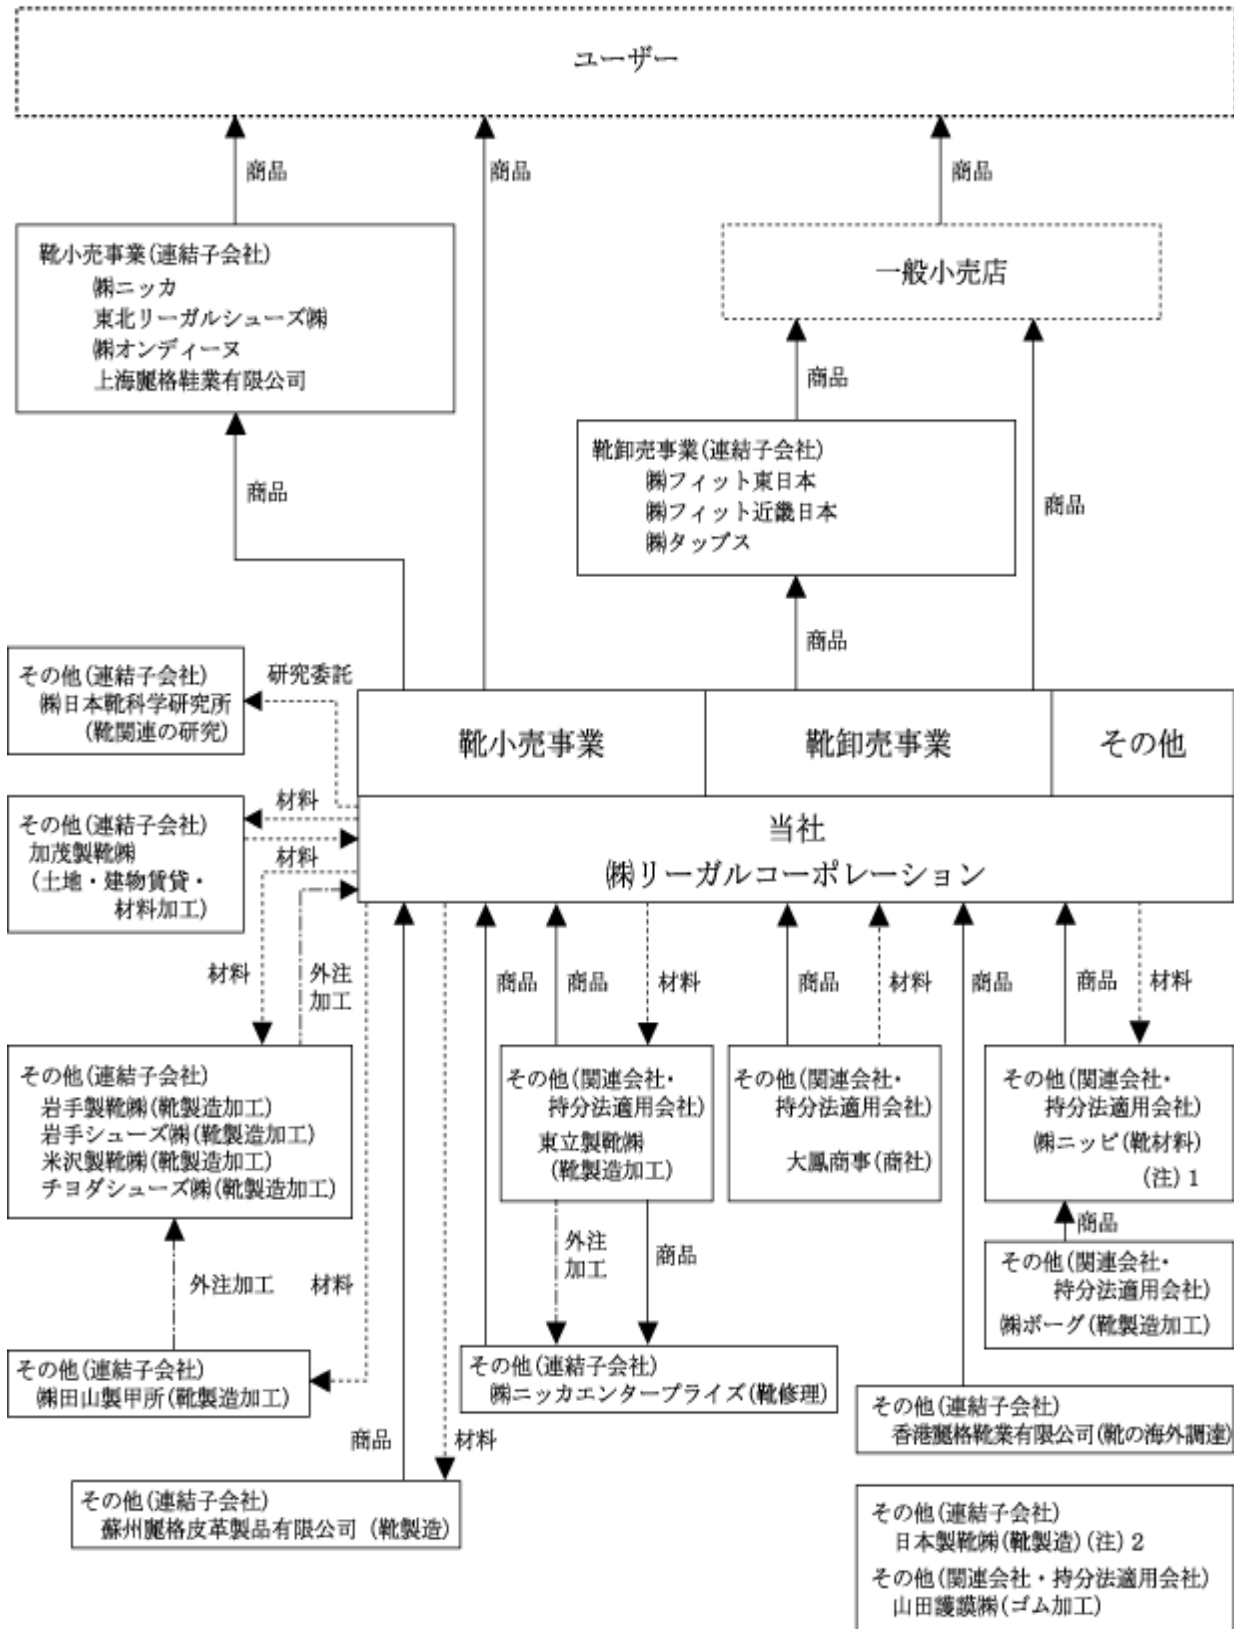 ユーザー
商品
商品
商品
靴小売事業(連結子会社)
㈱ニッカ
東北リーガルシューズ㈱
㈱オンディーヌ
上海麗格鞋業有限公司
一般小売店
商品
商品
靴卸売事業(連結子会社)
㈱フィット東日本
㈱フィット近畿日本
㈱タップス
商品
商品
その他(連結子会社)
㈱日本靴科学研究所
(靴関連の研究)
研究委託
靴小売事業
靴卸売事業
その他
当社
㈱リーガルコーポレーション
その他(連結子会社)
加茂製靴㈱
(土地・建物賃貸・
材料加工)
材料
材料
材料
外注
加工
商品
商品
材料
商品
材料
商品
商品
材料
その他(連結子会社)
岩手製靴㈱(靴製造加工)
岩手シューズ㈱(靴製造加工)
米沢製靴㈱(靴製造加工)
チヨダシューズ㈱(靴製造加工)
その他(関連会社・
持分法適用会社)
東立製靴㈱
(靴製造加工)
その他(関連会社・
持分法適用会社)
大鳳商事(商社)
その他(関連会社・
持分法適用会社)
㈱ニッピ(靴材料)
(注)1
外注加工
材料
外注
加工
商品
商品
その他(関連会社・
持分法適用会社)
㈱ボーグ(靴製造加工)
その他(連結子会社)
㈱田山製甲所(靴製造加工)
その他(連結子会社)
㈱ニッカエンタープライズ(靴修理)
その他(連結子会社)
香港麗格靴業有限公司(靴の海外調達)
商品
材料
その他(連結子会社)
蘇州麗格皮革製品有限公司 (靴製造)
その他(連結子会社)
日本製靴㈱(靴製造)(注)2
その他(関連会社・持分法適用会社)
山田護謨㈱(ゴム加工)